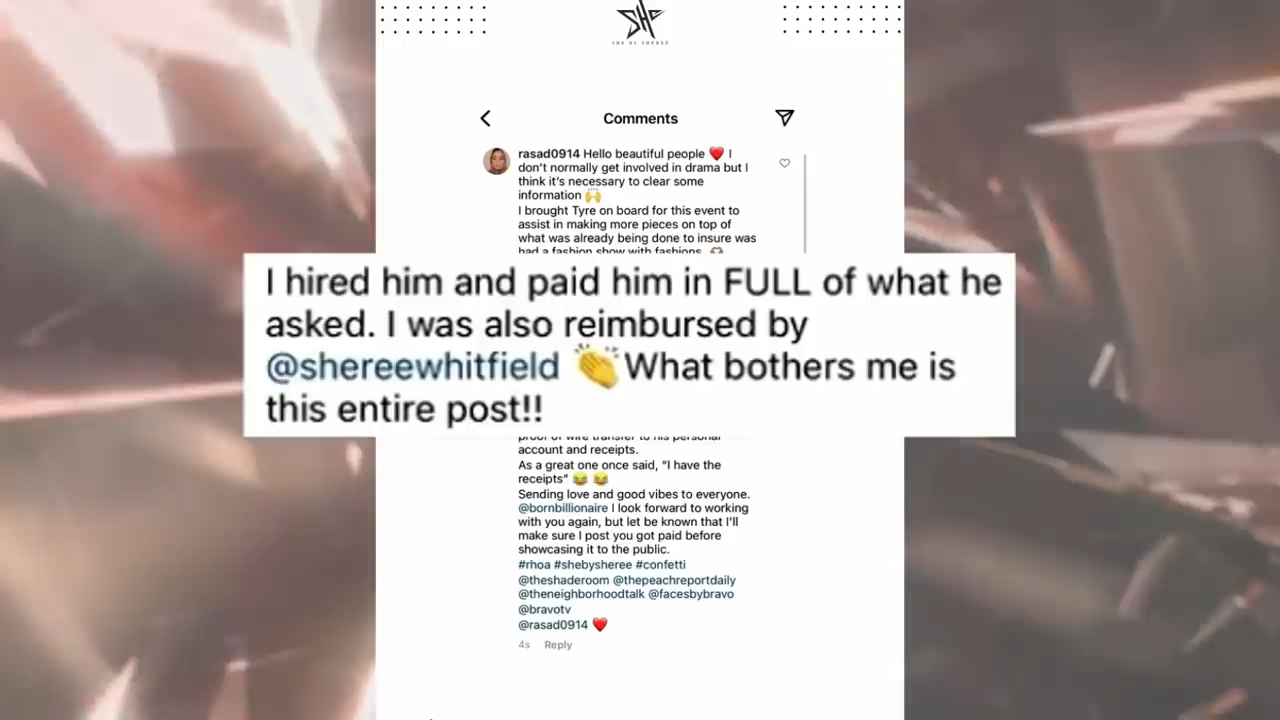 SHE
SHE BY SHEREE
Comments
rasad0914 Hello beautiful people ❤️ I
don't normally get involved in drama but I
think it's necessary to clear some
information 🙌
I brought Tyre on board for this event to
assist in making more pieces on top of
what was already being done to insure was
had a fashion show with fashions.
I hired him and paid him in FULL of what he
asked. I was also reimbursed by
@shereewhitfield 👏What bothers me is
this entire post!!
proof of wire transfer to his personal
account and receipts.
As a great one once said, “I have the
receipts” 😂 😂
Sending love and good vibes to everyone.
@bornbillionaire I look forward to working
with you again, but let be known that I'll
make sure I post you got paid before
showcasing it to the public.
#rhoa #shebysheree #confetti
@theshaderoom @thepeachreportdaily
@theneighborhoodtalk @facesbybravo
@bravotv
@rasad0914 ❤️
4s Reply